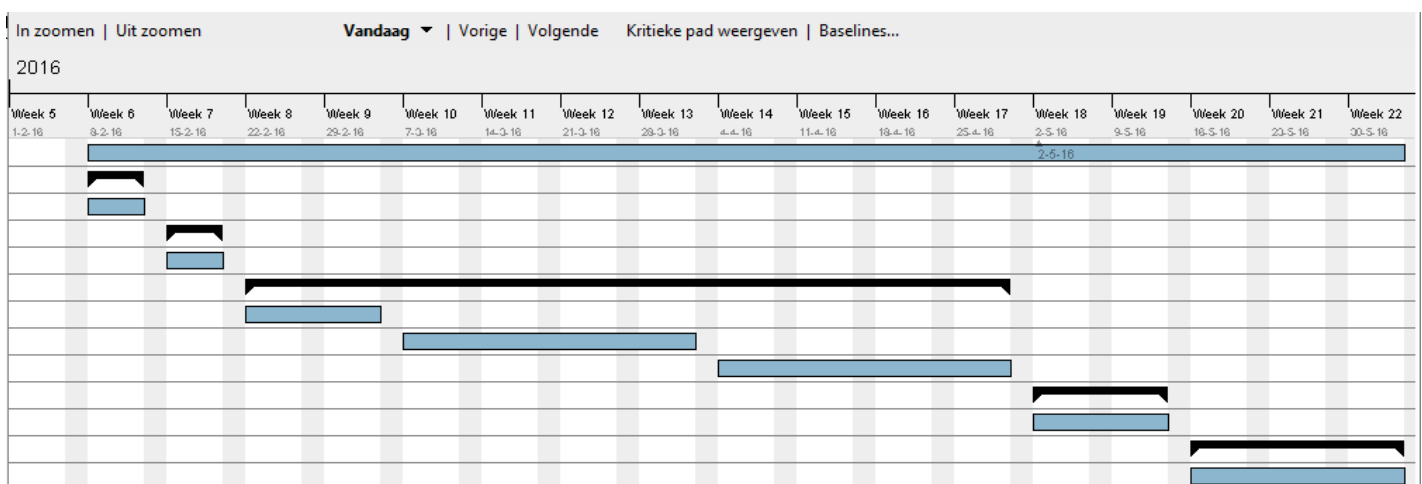 In zoomen | Uit zoomen Vandaag ▼ | Vorige | Volgende Kritieke pad weergeven | Baselines...
2016
Week 5 Week 6 Week 7 Week 8 Week 9 Week 10 Week 11 Week 12 Week 13 Week 14 Week 15 Week 16 Week 17 Week 18 Week 19 Week 20 Week 21 Week 22
1-2-16 8-2-16 15-2-16 22-2-16 29-2-16 7-3-16 14-3-16 21-3-16 28-3-16 4-4-16 11-4-16 18-4-16 25-4-16 2-5-16 9-5-16 16-5-16 23-5-16 30-5-16
2-5-16